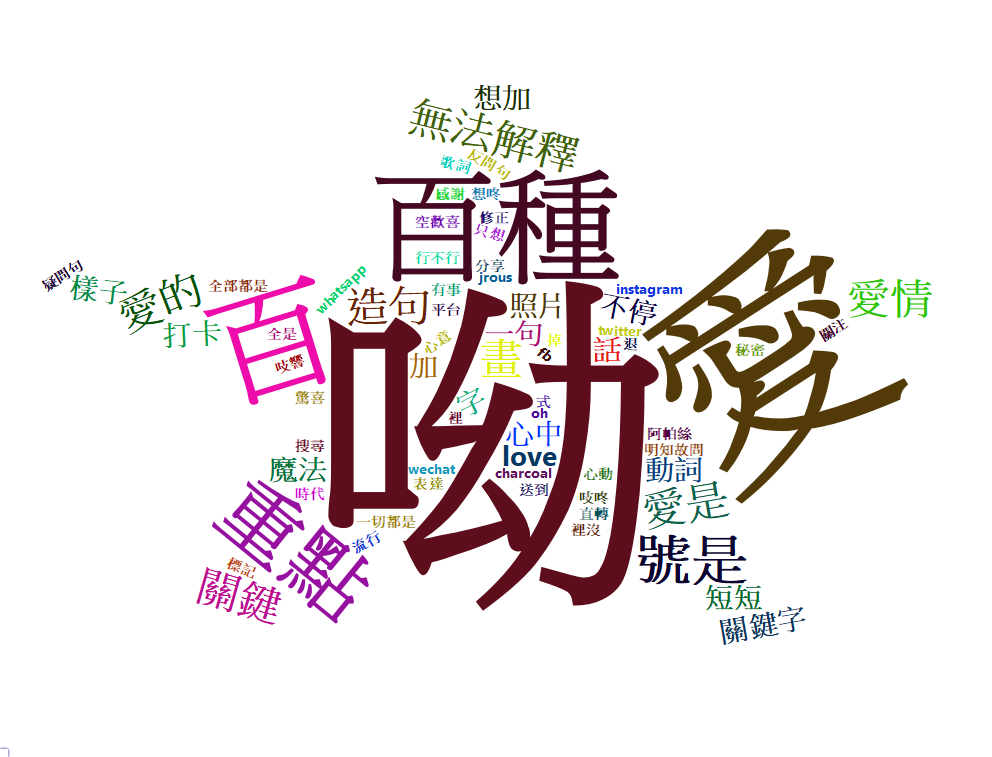 想加
無法解釋
反問句
歌詞
百種
感謝
想咚
空歡喜
修正
只想
行不行
分享
jrous
疑問句
樣子
愛的
打卡
全部都是
百
全是
吱響
驚喜
whatsapp
造句
有事
平台
照片
不停
instagram
twitter
愛
愛情
關注
秘密
一句
掉
fb
話
退
心意
加
畫
呦
字
裡
式
oh
心中
love
charcoal
wechat
表達
送到
心動
吱咚
直轉
裡沒
阿帕絲
明知故問
動詞
愛是
搜尋
魔法
時代
一切都是
流行
重點
標記
關鍵
號是
短短
關鍵字